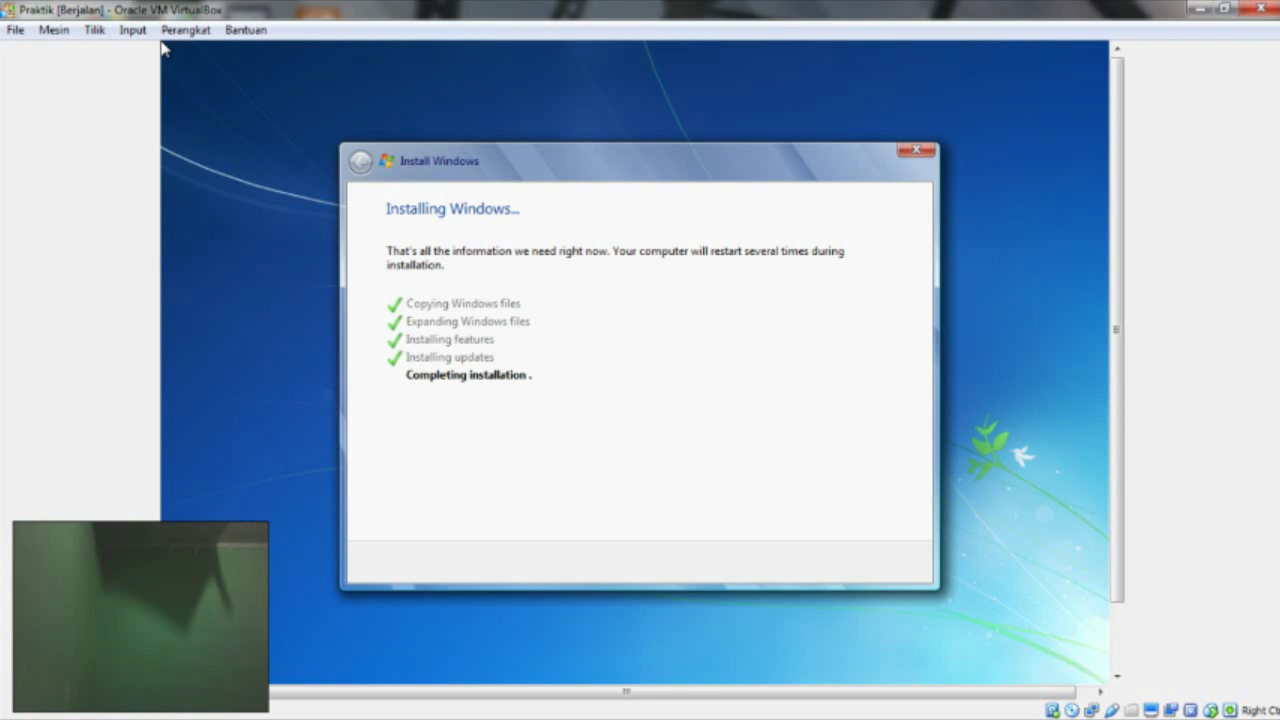 Praktik [Berjalan] - Oracle VM VirtualBox
File Mesin Tilik Input Perangkat Bantuan
Install Windows
Installing Windows...
That's all the information we need right now. Your computer will restart several times during
installation.
Copying Windows files
Expanding Windows files
Installing features
Installing updates
Completing installation .
Right Ct